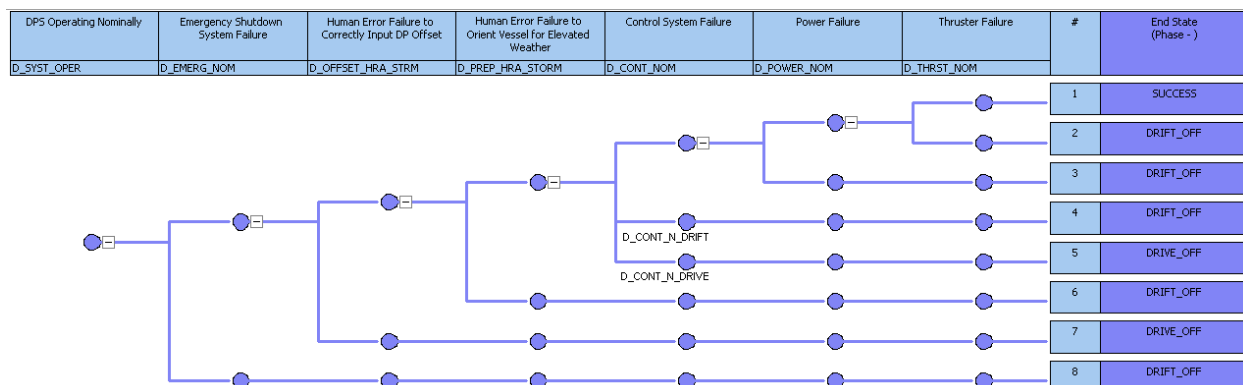 DPS Operating Nominally
Emergency Shutdown
System Failure
Human Error Failure to
Correctly Input DP Offset
Human Error Failure to
Orient Vessel for Elevated
Weather
Control System Failure
Power Failure
Thruster Failure
#
End State
(Phase - )
D_SYST_OPER
D_EMERG_NOM
D_OFFSET_HRA_STRM
D_PREP_HRA_STORM
D_CONT_NOM
D_POWER_NOM
D_THRST_NOM
1 SUCCESS
2 DRIFT_OFF
3 DRIFT_OFF
4 DRIFT_OFF
D_CONT_N_DRIFT
5 DRIVE_OFF
D_CONT_N_DRIVE
6 DRIFT_OFF
7 DRIVE_OFF
8 DRIFT_OFF